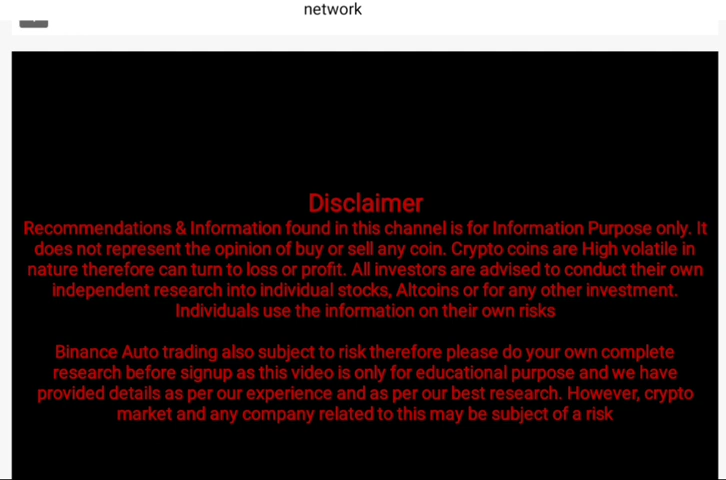 network
Disclaimer
Recommendations & Information found in this channel is for Information Purpose only. It
does not represent the opinion of buy or sell any coin. Crypto coins are High volatile in
nature therefore can turn to loss or profit. All investors are advised to conduct their own
independent research into individual stocks, Altcoins or for any other investment.
Individuals use the information on their own risks
Binance Auto trading also subject to risk therefore please do your own complete
research before signup as this video is only for educational purpose and we have
provided details as per our experience and as per our best research. However, crypto
market and any company related to this may be subject of a risk